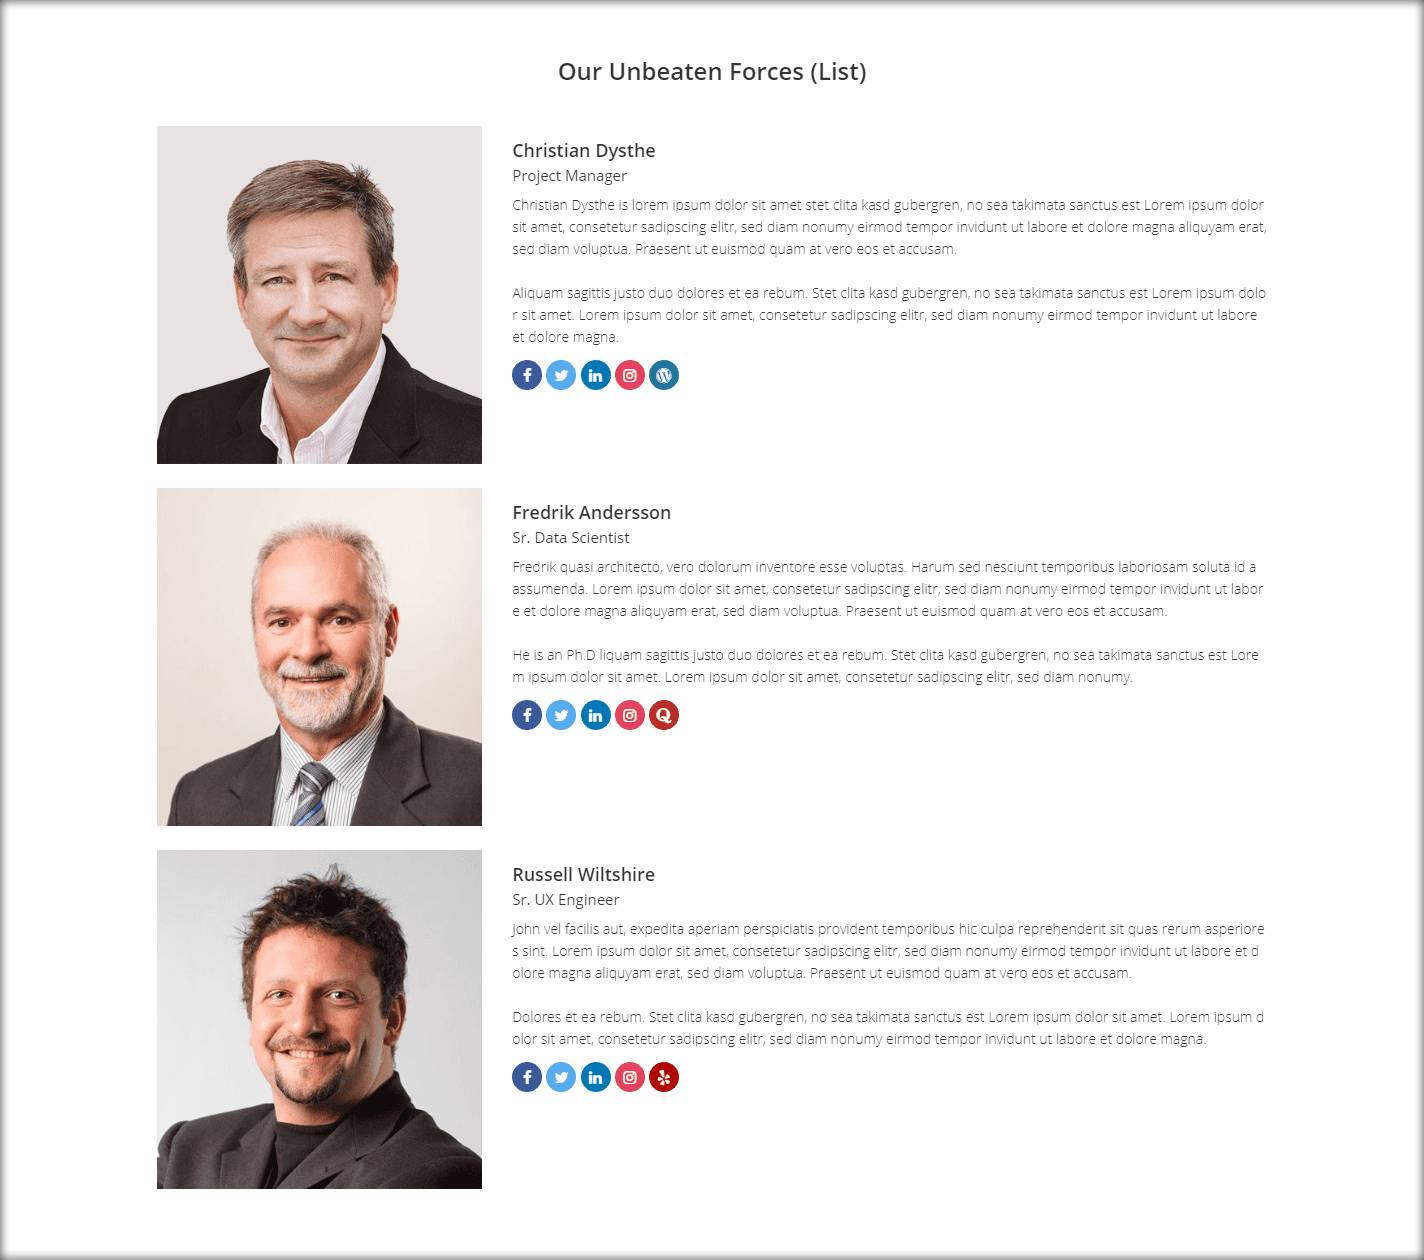 Our Unbeaten Forces (List)
Christian Dysthe
Project Manager
Christian Dysthe is lorem ipsum dolor sit amet stet clita kasd gubergren, no sea takimata sanctus est Lorem ipsum dolor
sit amet, consetetur sadipscing elitr, sed diam nonumy eirmod tempor invidunt ut labore et dolore magna aliquyam erat,
sed diam voluptua. Praesent ut euismod quam at vero eos et accusam.
Aliquam sagittis justo duo dolores et ea rebum. Stet clita kasd gubergren, no sea takimata sanctus est Lorem ipsum dolo
r sit amet. Lorem ipsum dolor sit amet, consetetur sadipscing elitr, sed diam nonumy eirmod tempor invidunt ut labore
et dolore magna.
Fredrik Andersson
Sr. Data Scientist
Fredrik quasi architecto, vero dolorum inventore esse voluptas. Harum sed nesciunt temporibus laboriosam soluta id a
assumenda. Lorem ipsum dolor sit amet, consetetur sadipscing elitr, sed diam nonumy eirmod tempor invidunt ut labor
e et dolore magna aliquyam erat, sed diam voluptua. Praesent ut euismod quam at vero eos et accusam.
He is an Ph.D liquam sagittis justo duo dolores et ea rebum. Stet clita kasd gubergren, no sea takimata sanctus est Lore
m ipsum dolor sit amet. Lorem ipsum dolor sit amet, consetetur sadipscing elitr, sed diam nonumy.
Russell Wiltshire
Sr. UX Engineer
John vel facilis aut, expedita aperiam perspiciatis provident temporibus hic culpa reprehenderit sit quas rerum asperiore
s sint. Lorem ipsum dolor sit amet, consetetur sadipscing elitr, sed diam nonumy eirmod tempor invidunt ut labore et d
olore magna aliquyam erat, sed diam voluptua. Praesent ut euismod quam at vero eos et accusam.
Dolores et ea rebum. Stet clita kasd gubergren, no sea takimata sanctus est Lorem ipsum dolor sit amet. Lorem ipsum d
olor sit amet, consetetur sadipscing elitr, sed diam nonumy eirmod tempor invidunt ut labore et dolore magna.